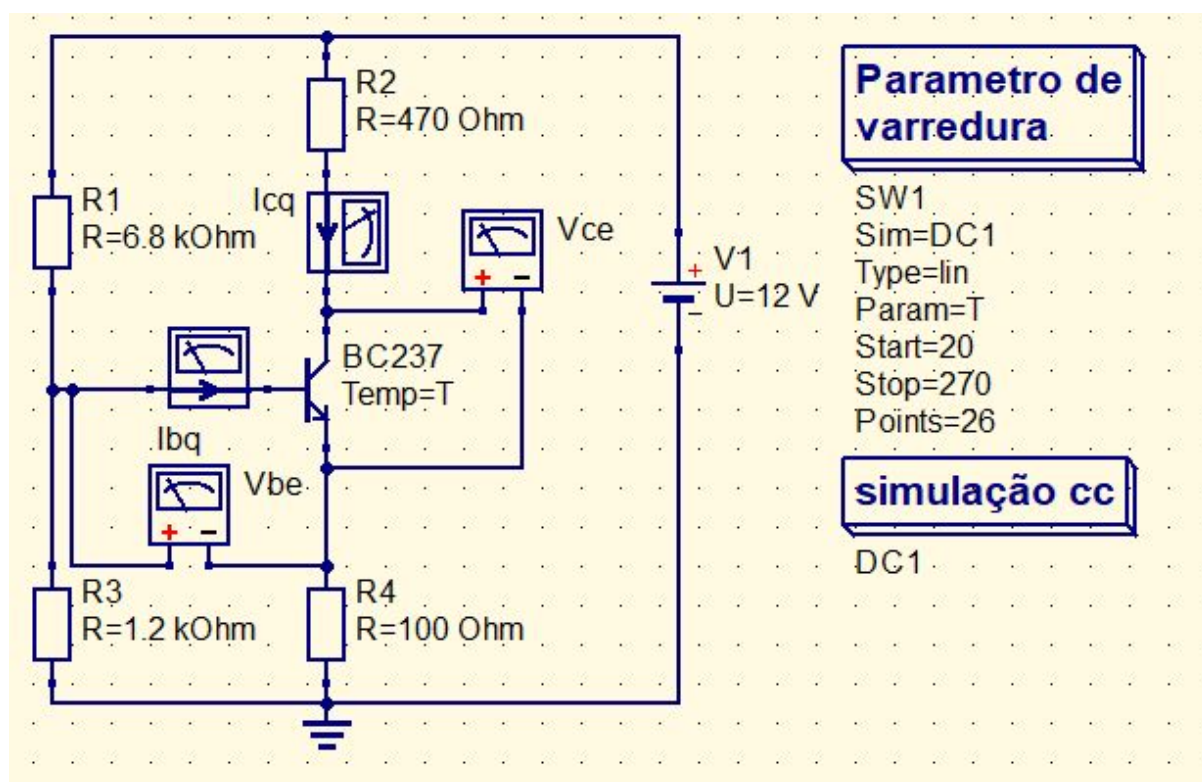 R2
R=470 Ohm
R1
R=6.8 kOhm
Icq
Vce
+ -
V1
U=12 V
+
-
BC237
Temp=T
Ibq
Vbe
+ -
R3
R=1.2 kOhm
R4
R=100 Ohm
Parametro de
varredura
SW1
Sim=DC1
Type=lin
Param=T
Start=20
Stop=270
Points=26
simulação cc
DC1